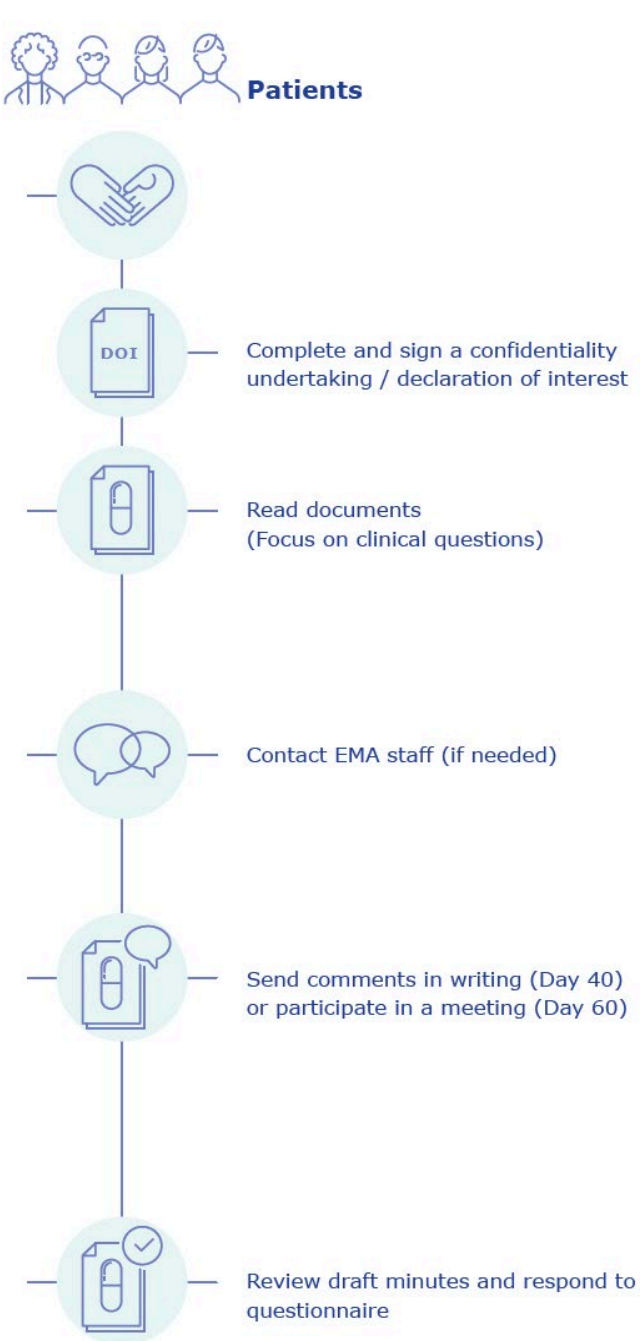 Patients
DOI
Complete and sign a confidentiality
undertaking / declaration of interest
Read documents
(Focus on clinical questions)
Contact EMA staff (if needed)
Send comments in writing (Day 40)
or participate in a meeting (Day 60)
Review draft minutes and respond to
questionnaire